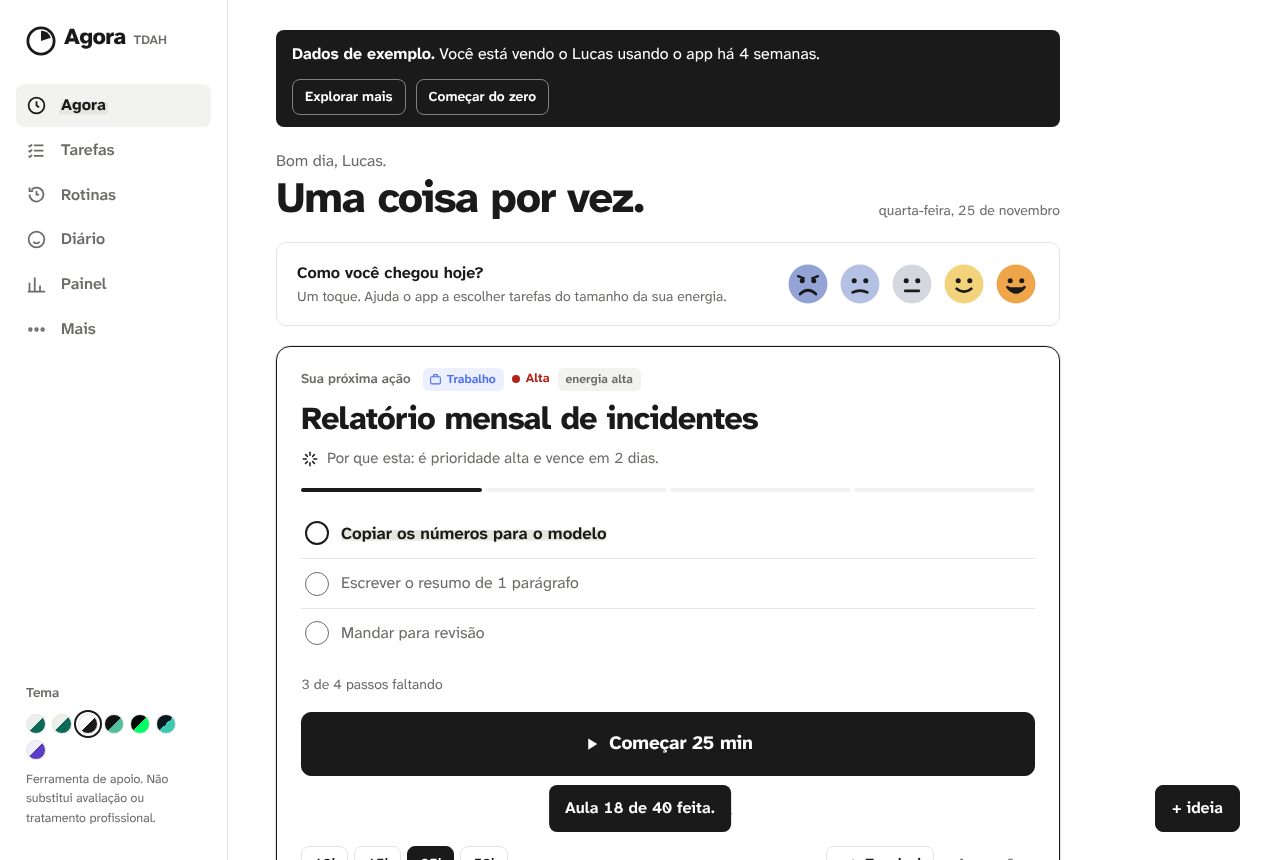 Agora TDAH
Agora
Tarefas
Rotinas
Diário
Painel
Mais
Tema
Ferramenta de apoio. Não
substitui avaliação ou
tratamento profissional.
Dados de exemplo. Você está vendo o Lucas usando o app há 4 semanas.
Explorar mais
Começar do zero
Bom dia, Lucas.
Uma coisa por vez.
quarta-feira, 25 de novembro
Como você chegou hoje?
Um toque. Ajuda o app a escolher tarefas do tamanho da sua energia.
Sua próxima ação Trabalho Alta energia alta
Relatório mensal de incidentes
Por que esta: é prioridade alta e vence em 2 dias.
Copiar os números para o modelo
Escrever o resumo de 1 parágrafo
Mandar para revisão
3 de 4 passos faltando
Começar 25 min
Aula 18 de 40 feita.
+ ideia